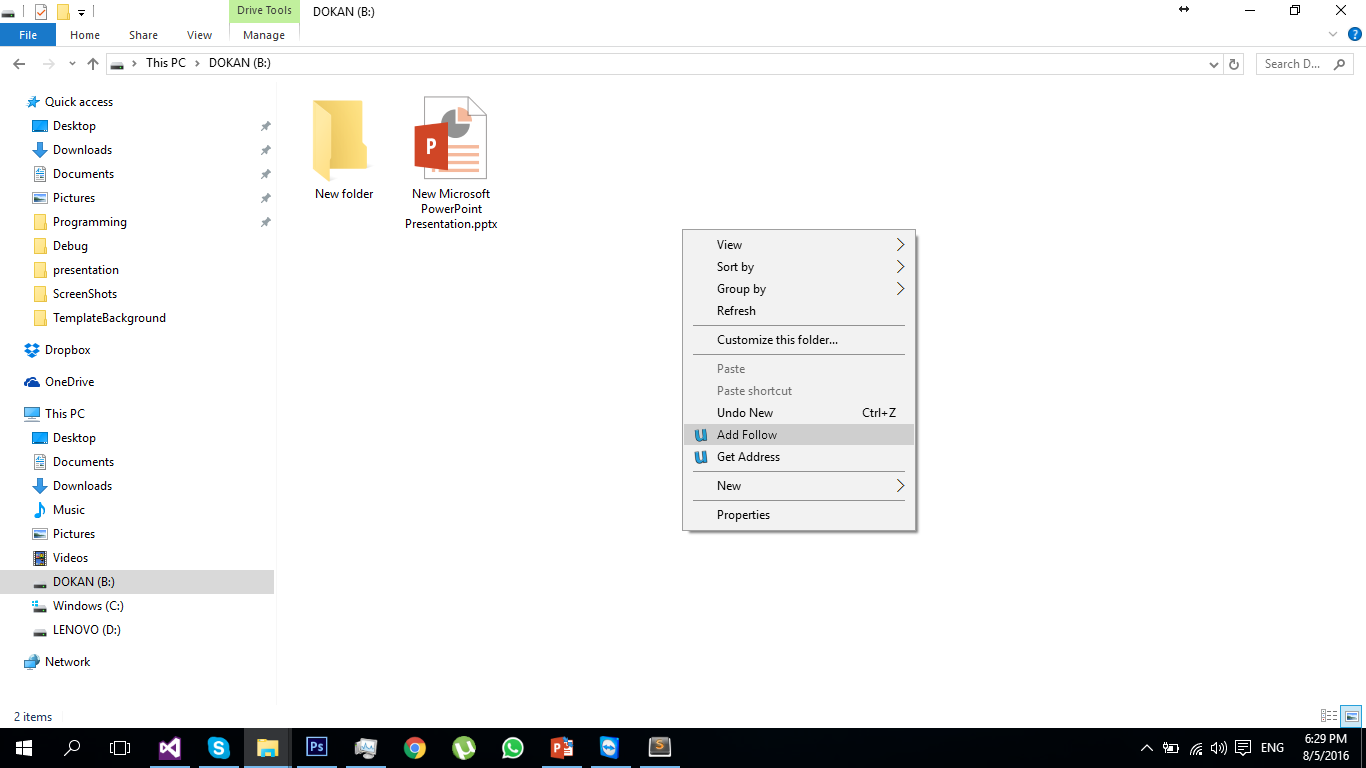 Drive Tools
DOKAN (B:)
File
Home
Share
View
Manage
This PC
DOKAN (B:)
Search D...
Quick access
Desktop
Downloads
Documents
Pictures
Programming
Debug
presentation
ScreenShots
TemplateBackground
Dropbox
OneDrive
This PC
Desktop
Documents
Downloads
Music
Pictures
Videos
DOKAN (B:)
Windows (C:)
LENOVO (D:)
Network
New folder
New Microsoft
PowerPoint
Presentation.pptx
View
Sort by
Group by
Refresh
Customize this folder...
Paste
Paste shortcut
Undo New Ctrl+Z
Add Follow
Get Address
New
Properties
2 items
ENG
6:29 PM
8/5/2016